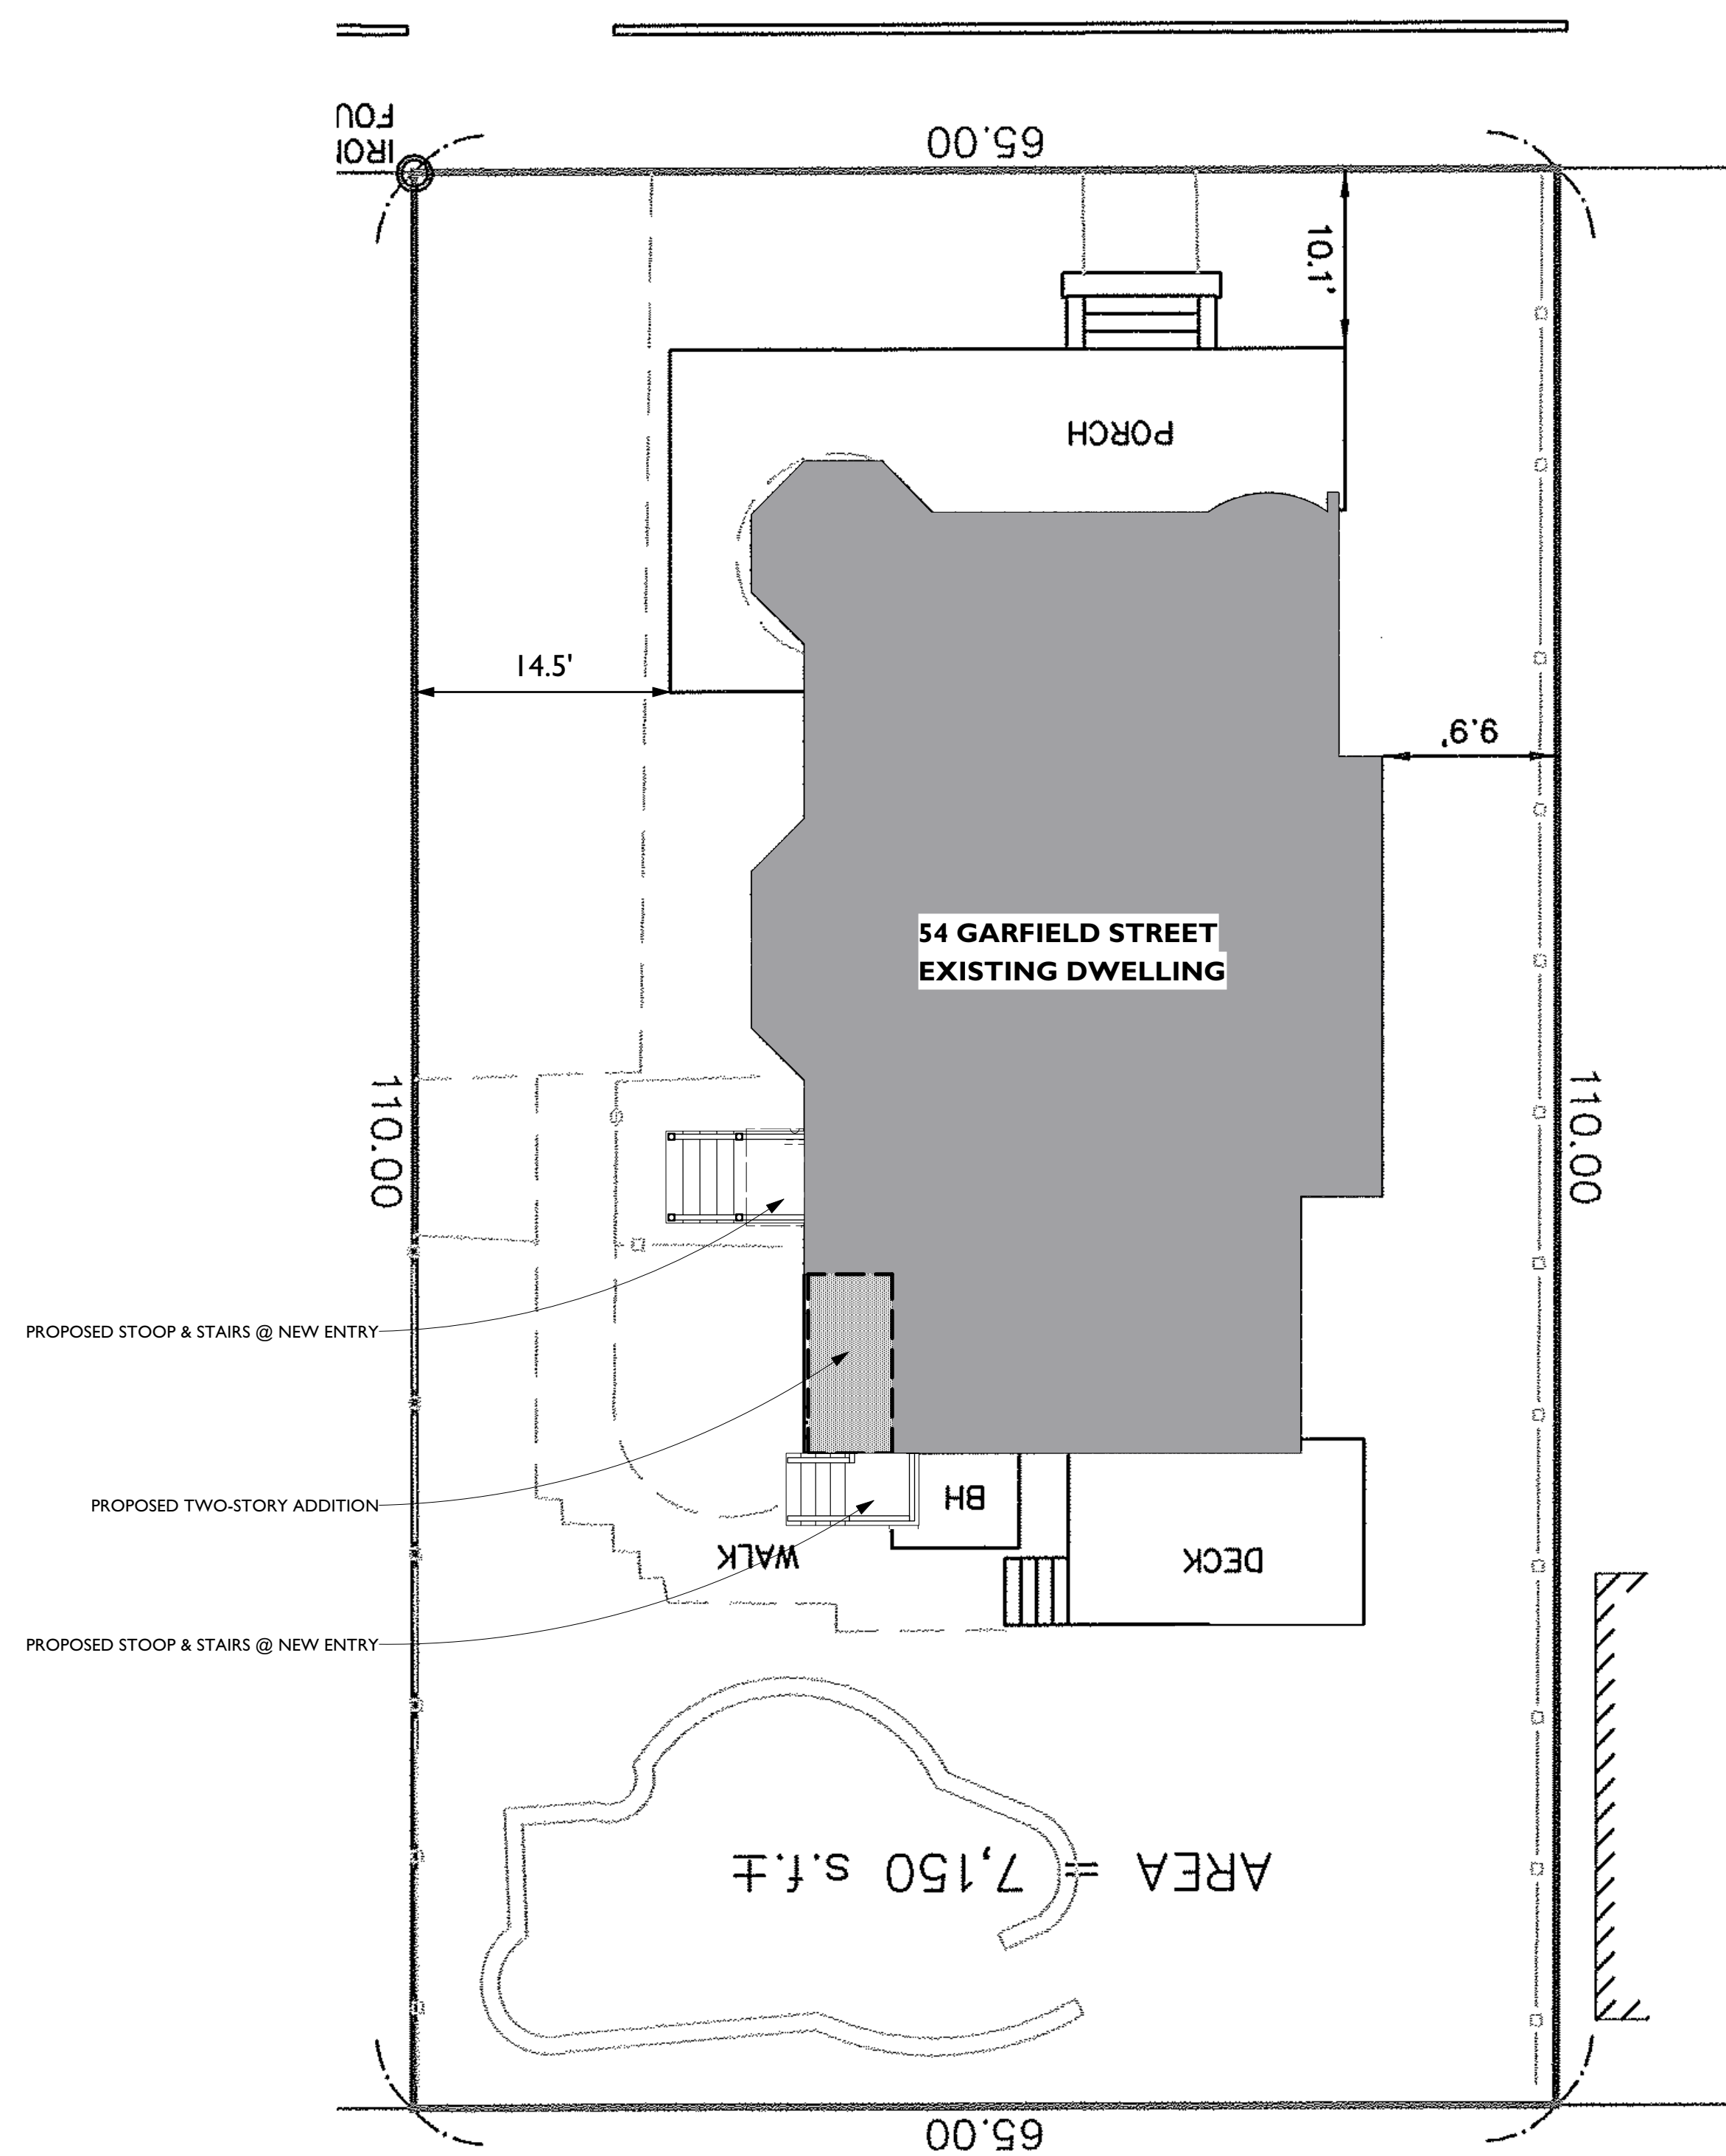 FOU
IRO
65.00
10.1'
PORCH
14.5'
9.9'
54 GARFIELD STREET
EXISTING DWELLING
110.00
110.00
PROPOSED STOOP & STAIRS @ NEW ENTRY
PROPOSED TWO-STORY ADDITION
BH
WALK
DECK
PROPOSED STOOP & STAIRS @ NEW ENTRY
AREA = 7,150 s.f.±
65.00